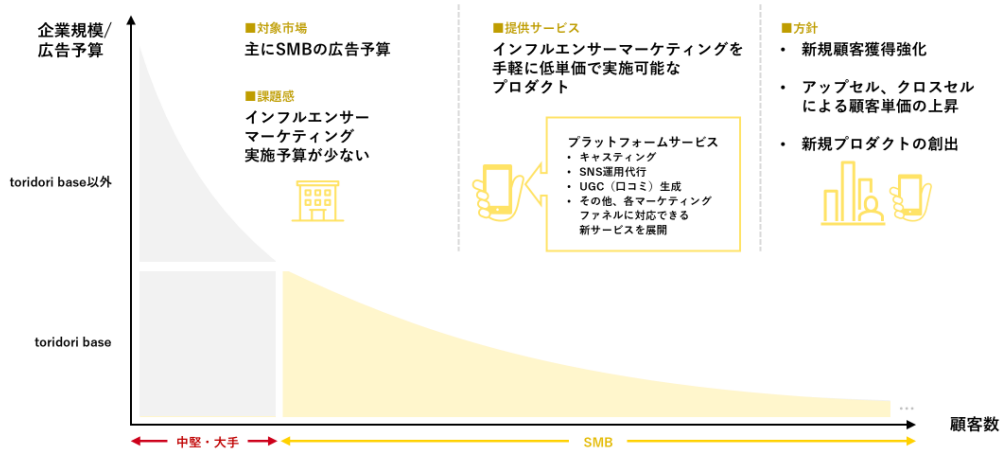 企業規模/
広告予算
■対象市場
主にSMBの広告予算
■課題感
インフルエンサー
マーケティング
実施予算が少ない
■提供サービス
インフルエンサーマーケティングを
手軽に低単価で実施可能な
プロダクト
プラットフォームサービス
• キャスティング
• SNS運用代行
• UGC（口コミ）生成
• その他、各マーケティング
ファネルに対応できる
新サービスを展開
■方針
• 新規顧客獲得強化
• アップセル、クロスセル
による顧客単価の上昇
• 新規プロダクトの創出
toridori base以外
toridori base
...
顧客数
中堅・大手
SMB